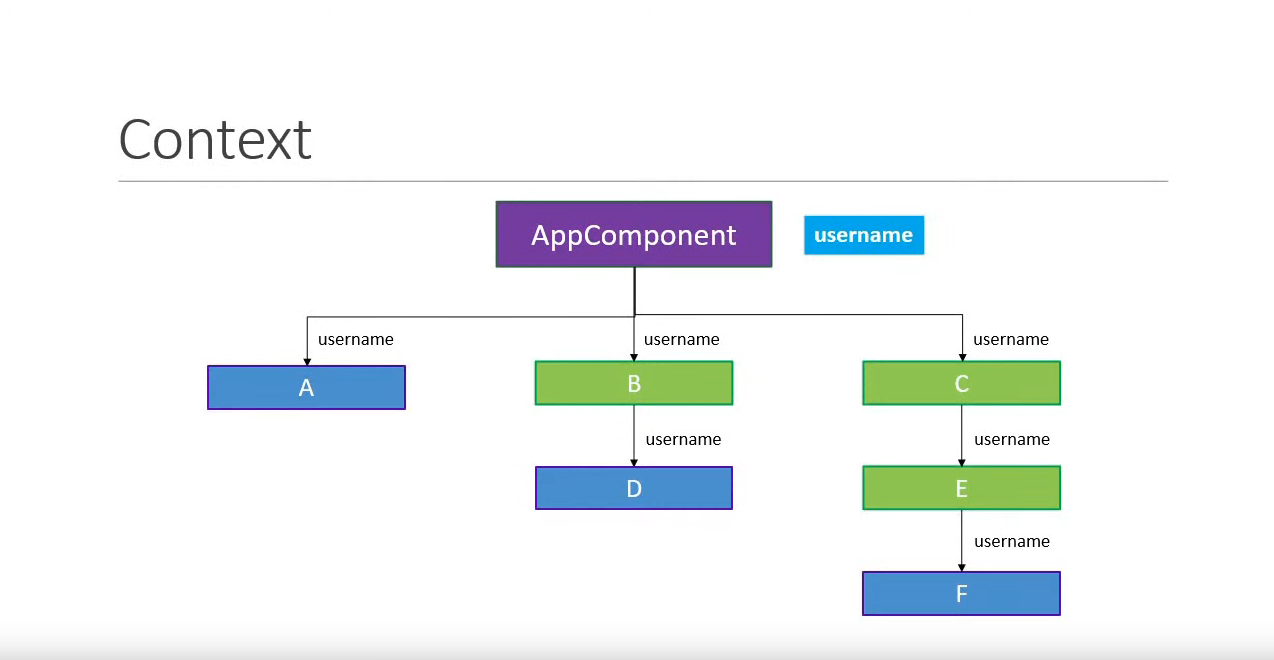 Context
AppComponent
username
username
username
username
A
B
C
username
username
D
E
username
F